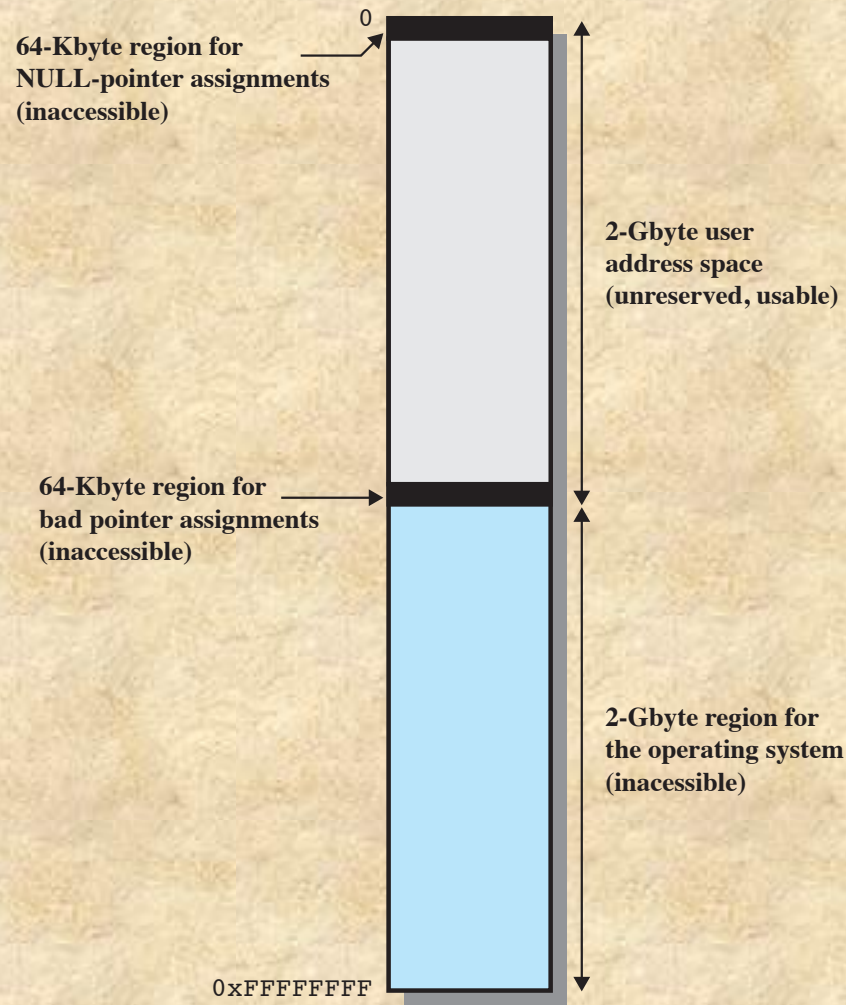 0
64-Kbyte region for
NULL-pointer assignments
(inaccessible)
2-Gbyte user
address space
(unreserved, usable)
64-Kbyte region for
bad pointer assignments
(inaccessible)
2-Gbyte region for
the operating system
(inacessible)
0xFFFFFFFF